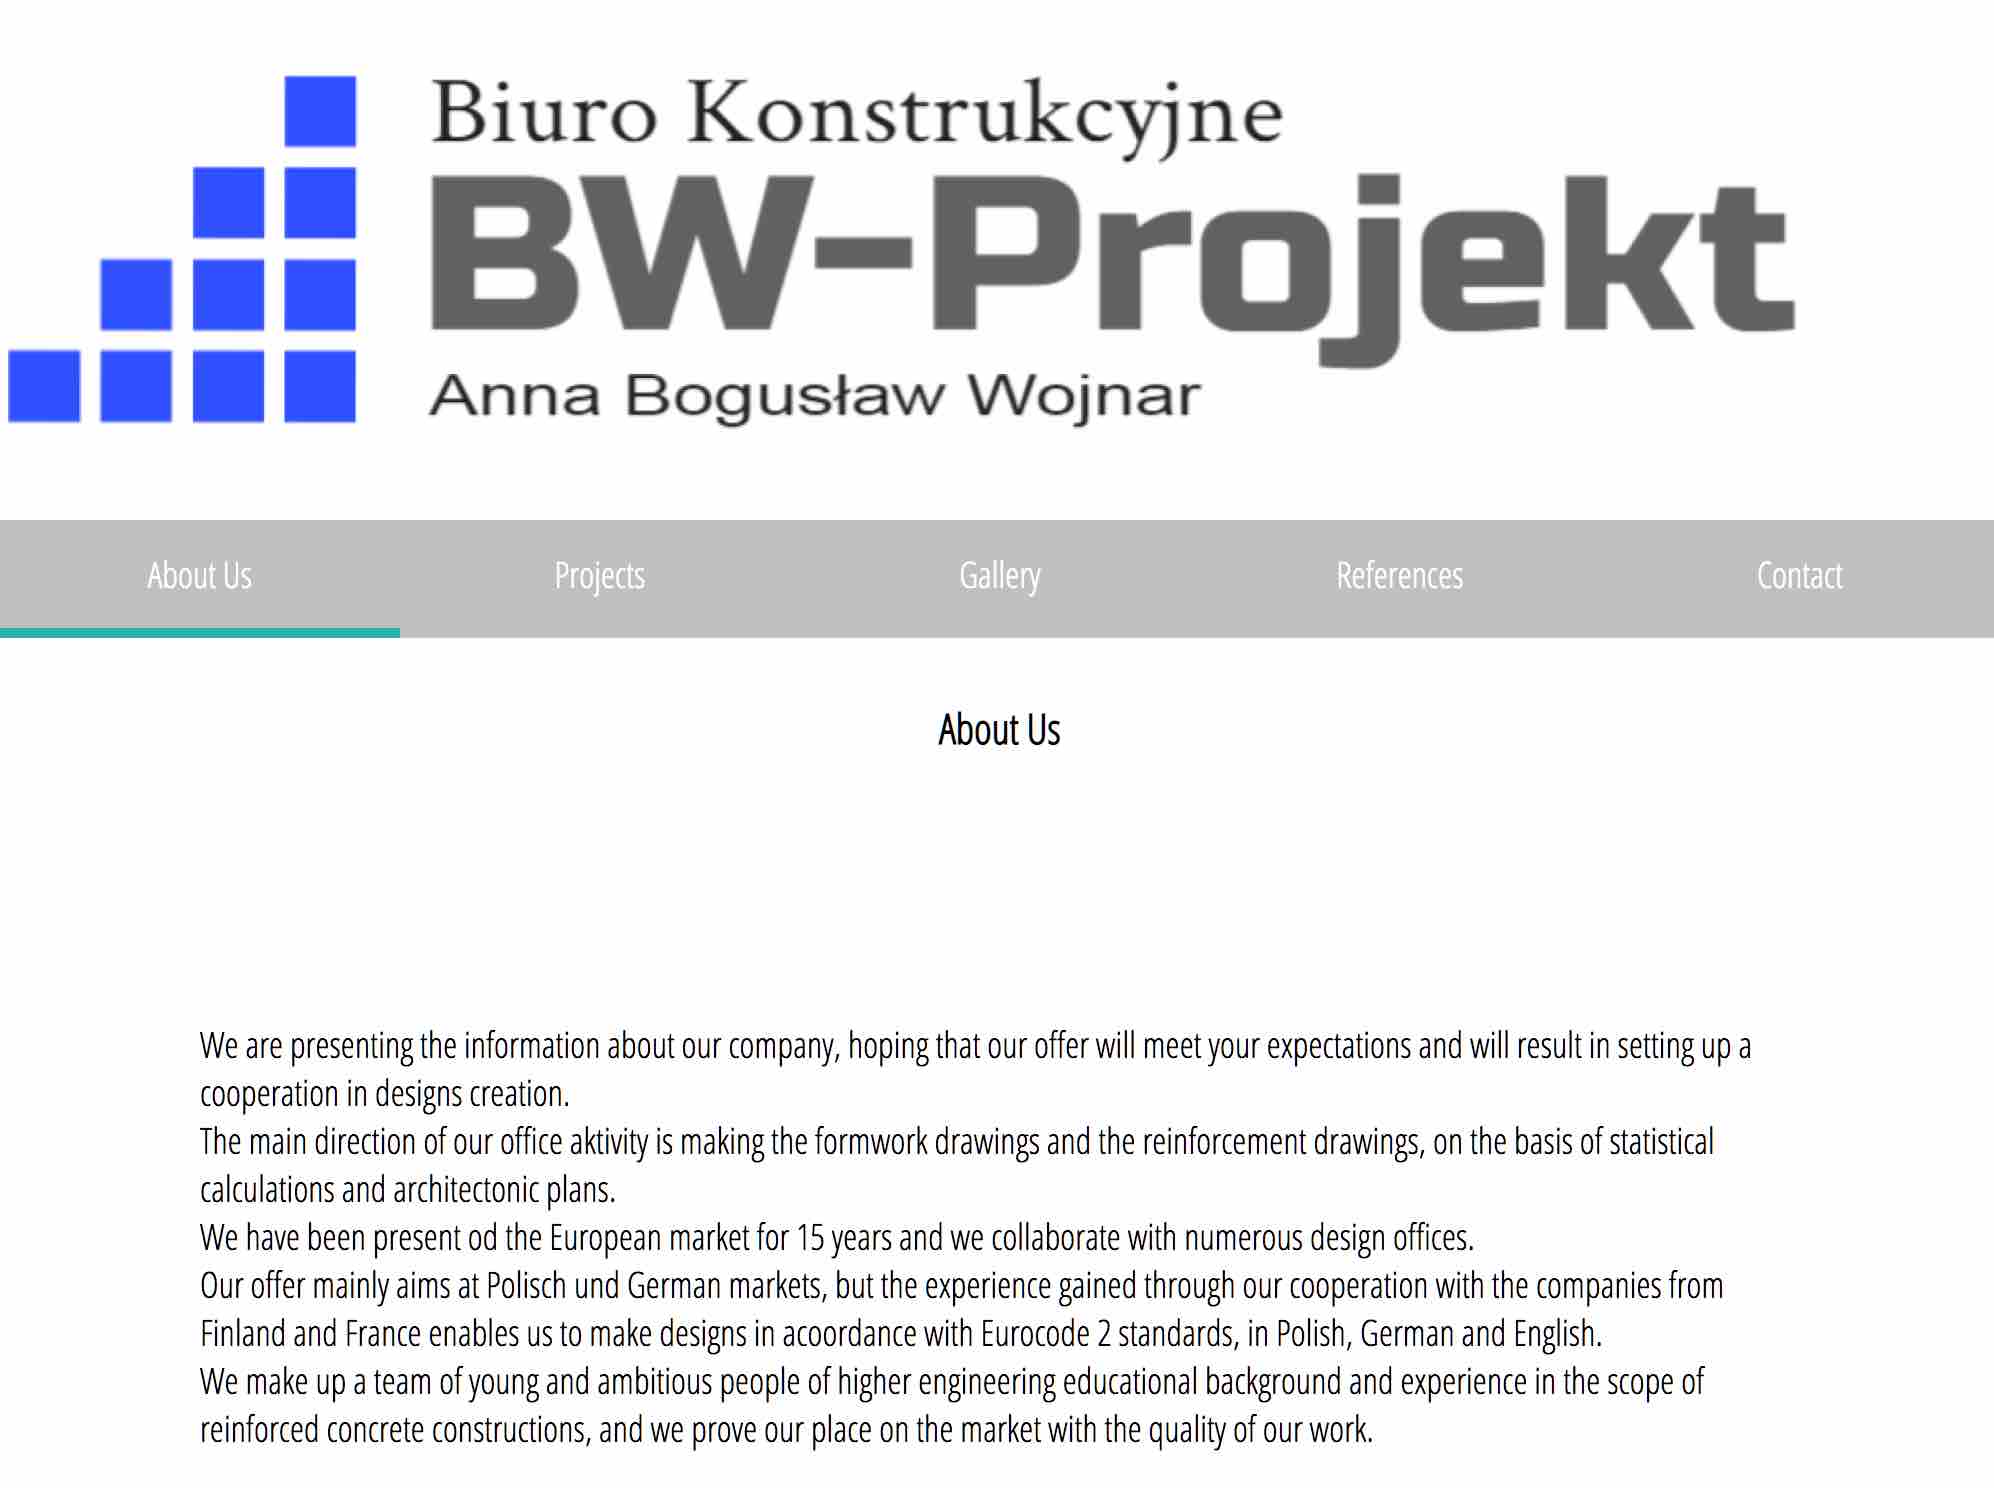 Biuro Konstrukcyjne
BW-Projekt
Anna Bogusław Wojnar
About Us
Projects
Gallery
References
Contact
About Us
We are presenting the information about our company, hoping that our offer will meet your expectations and will result in setting up a
cooperation in designs creation.
The main direction of our office aktivity is making the formwork drawings and the reinforcement drawings, on the basis of statistical
calculations and architectonic plans.
We have been present od the European market for 15 years and we collaborate with numerous design offices.
Our offer mainly aims at Polisch und German markets, but the experience gained through our cooperation with the companies from
Finland and France enables us to make designs in acoordance with Eurocode 2 standards, in Polish, German and English.
We make up a team of young and ambitious people of higher engineering educational background and experience in the scope of
reinforced concrete constructions, and we prove our place on the market with the quality of our work.